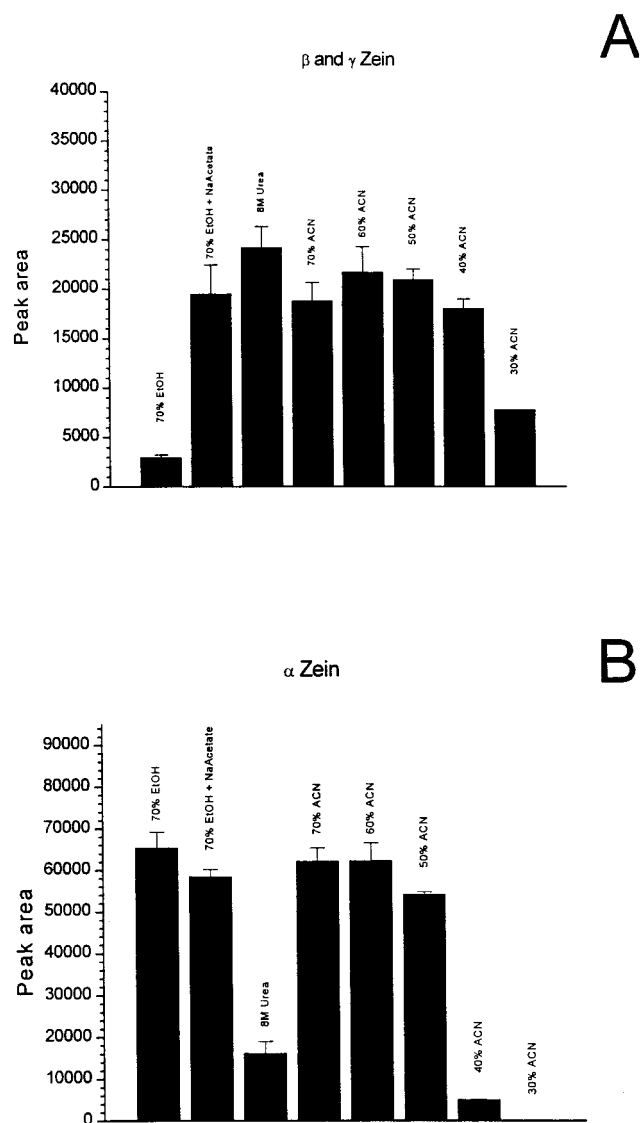 A
β and γ Zein
Peak area
40000
35000
30000
25000
20000
15000
10000
5000
0
70% EtOH
70% EtOH + NaAcetate
8M Urea
70% ACN
60% ACN
50% ACN
40% ACN
30% ACN
B
α Zein
Peak area
90000
80000
70000
60000
50000
40000
30000
20000
10000
0
70% EtOH
70% EtOH + NaAcetate
8M Urea
70% ACN
60% ACN
50% ACN
40% ACN
30% ACN